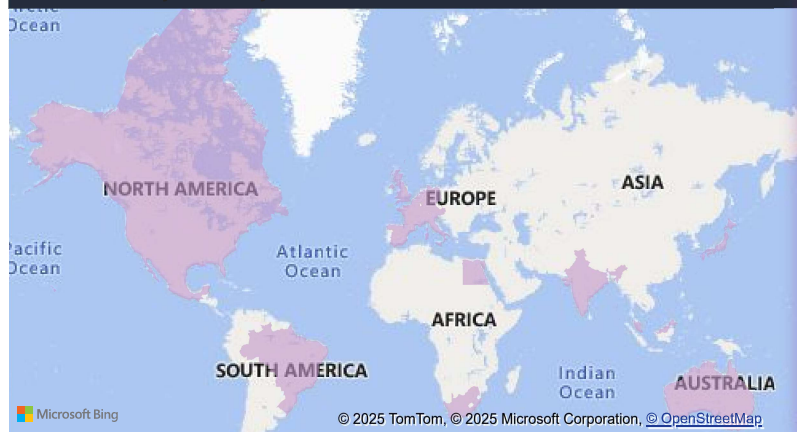 Ocean
NORTH AMERICA
EUROPE
ASIA
Pacific
Ocean
Atlantic
Ocean
AFRICA
SOUTH AMERICA
Indian
Ocean
AUSTRALIA
Microsoft Bing
© 2025 TomTom, © 2025 Microsoft Corporation, © OpenStreetMap